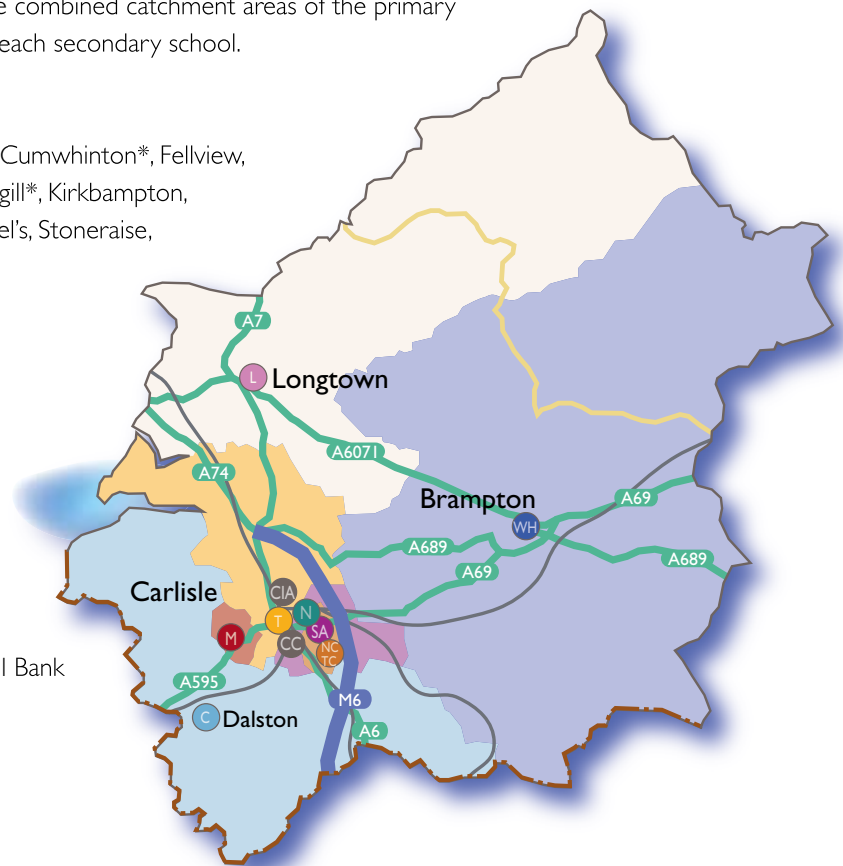 e combined catchment areas of the primary
each secondary school.
Cumwhinton*, Fellview,
gill*, Kirkbampton,
el's, Stoneraise,
A7
L Longtown
A6071
A74
Brampton
A69
WH
A689
A689
A69
Carlisle
CIA
N
T
SA
M
CC
NC
TC
l Bank
A595
M6
C Dalston
A6